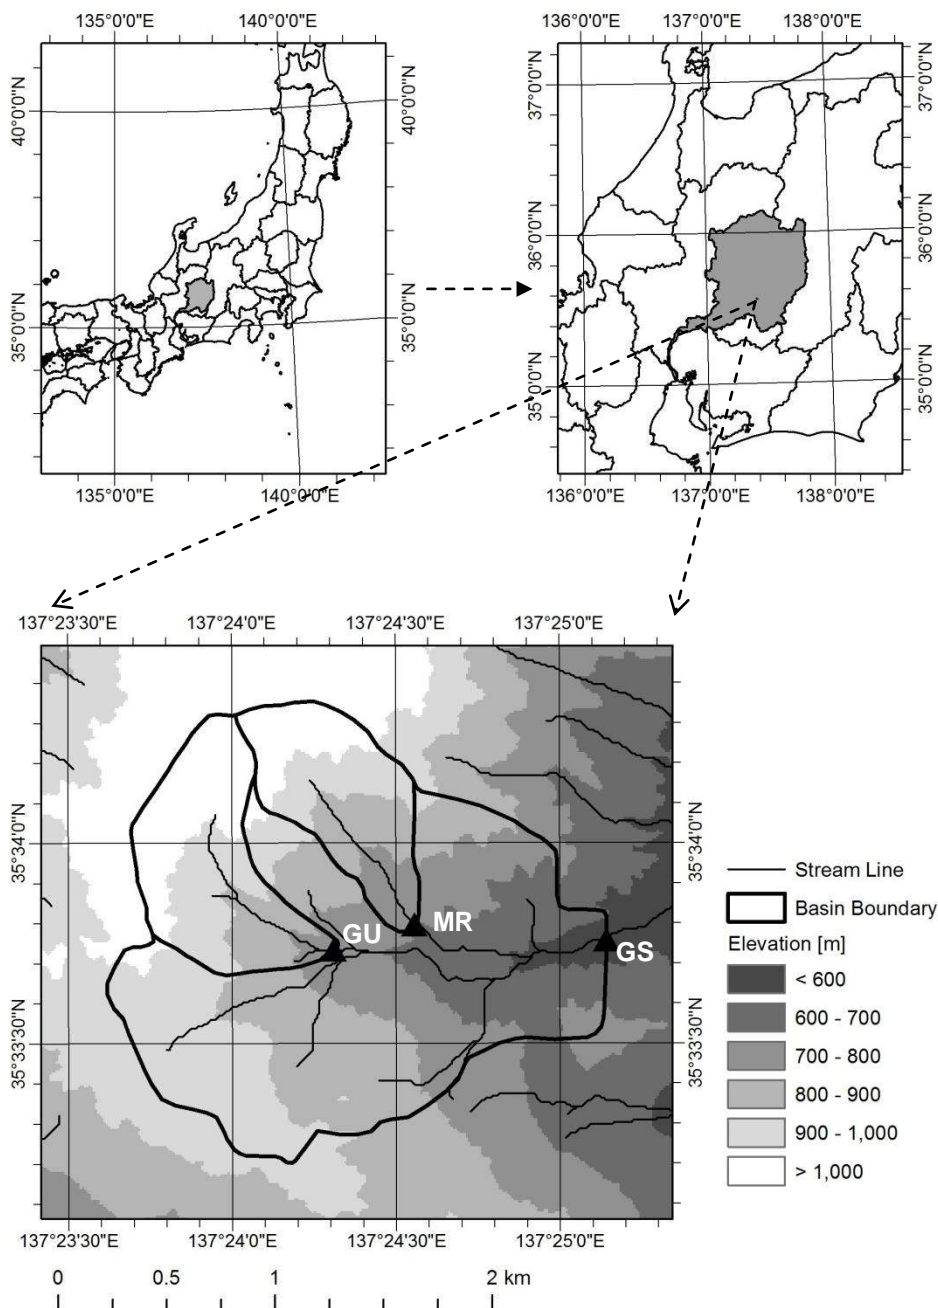 135°0'0"E 140°0'0"E
40°0'0"N 40°0'0"N
35°0'0"N 35°0'0"N
135°0'0"E 140°0'0"E
136°0'0"E 137°0'0"E 138°0'0"E
37°0'0"N 37°0'0"N
36°0'0"N 36°0'0"N
35°0'0"N 35°0'0"N
136°0'0"E 137°0'0"E 138°0'0"E
137°23'30"E 137°24'0"E 137°24'30"E 137°25'0"E
35°34'0"N 35°34'0"N
35°33'30"N 35°33'30"N
GU
MR
GS
137°23'30"E 137°24'0"E 137°24'30"E 137°25'0"E
Stream Line
Basin Boundary
Elevation [m]
< 600
600 - 700
700 - 800
800 - 900
900 - 1,000
> 1,000
0 0.5 1 2 km